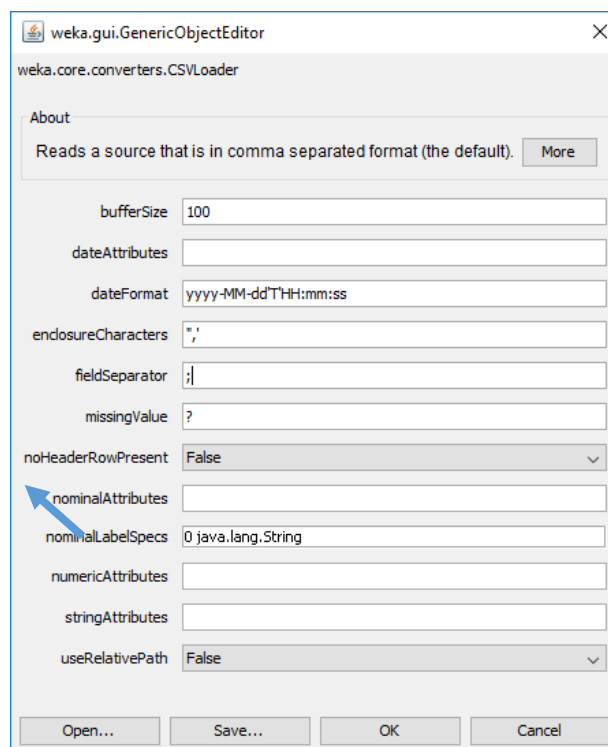 weka.gui.GenericObjectEditor
weka.core.converters.CSVLoader
About
Reads a source that is in comma separated format (the default). More
bufferSize 100
dateAttributes
dateFormat yyyy-MM-dd'T'HH:mm:ss
enclosureCharacters ",'
fieldSeparator ;
missingValue ?
noHeaderRowPresent False
nominalAttributes
nominalLabelSpecs 0 java.lang.String
numericAttributes
stringAttributes
useRelativePath False
Open... Save... OK Cancel